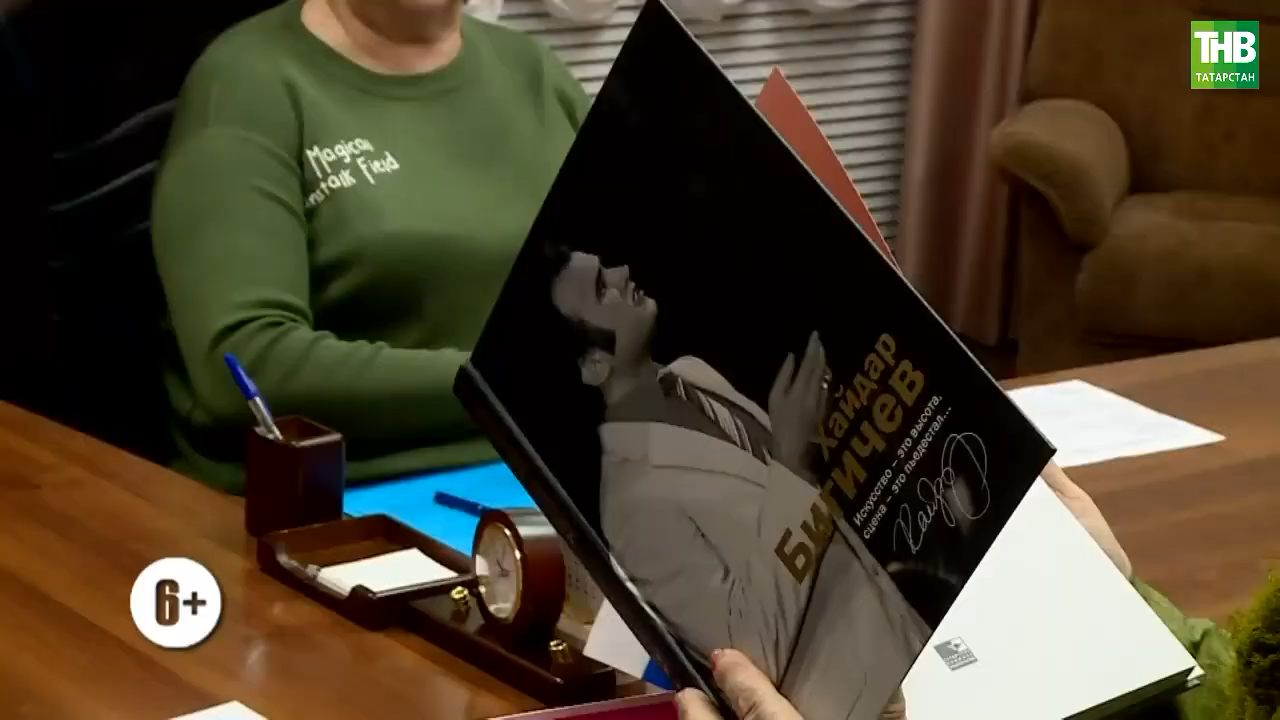 ТНВ
ТАТАРСТАН
Magical
Field
Хайдар
Бигичев
Искусство – это высота,
сцена – это пьедестал...
6+